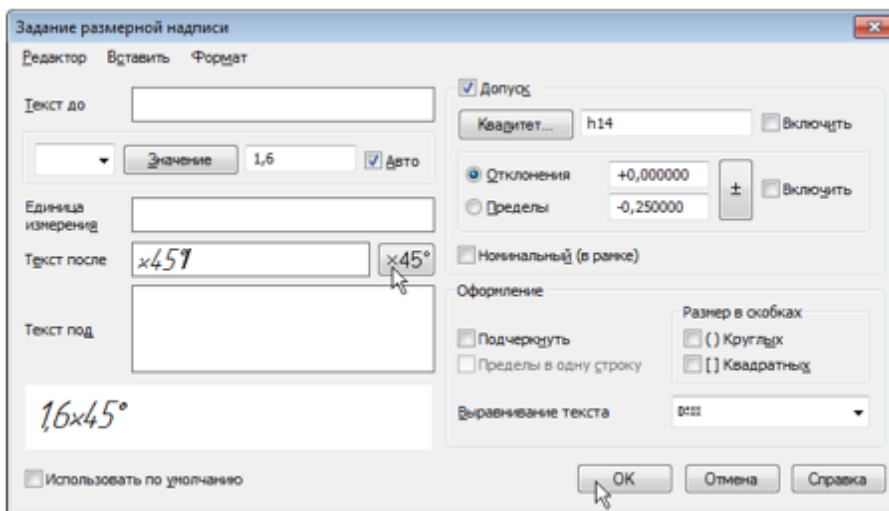 Задание размерной надписи
Редактор Вставить Формат
Текст до
Значение 1,6 Авто
Единица
измерения
Текст после ×45° ×45°
Текст под
1,6×45°
Использовать по умолчанию
Допуск
Квалитет... h14 Включить
Отклонения +0,000000
Пределы -0,250000
± Включить
Номинальный (в рамке)
Оформление
Подчеркнуть
Пределы в одну строку
Размер в скобках
( ) Круглых
[ ] Квадратных
Выравнивание текста
OK Отмена Справка